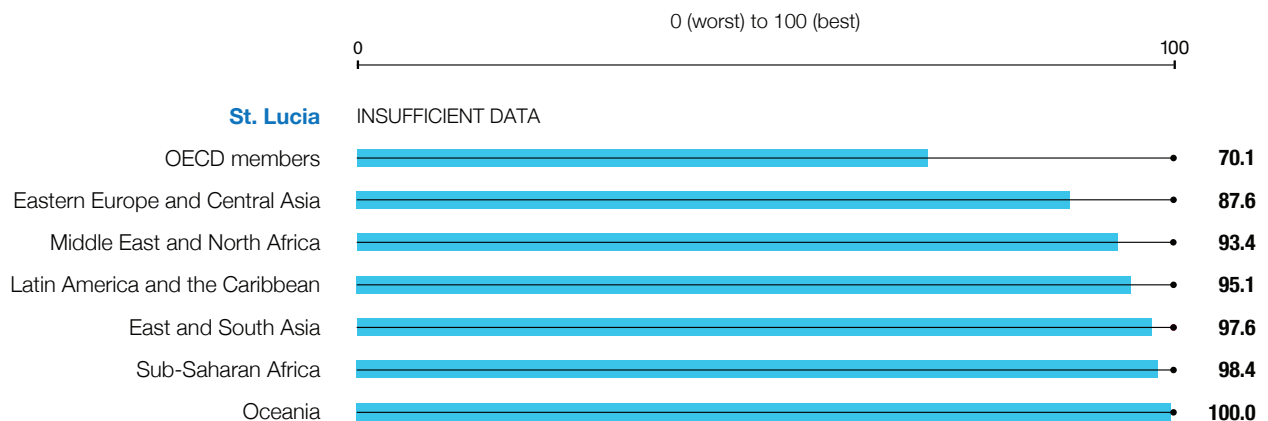 0 (worst) to 100 (best)
0 100
St. Lucia INSUFFICIENT DATA
OECD members 70.1
Eastern Europe and Central Asia 87.6
Middle East and North Africa 93.4
Latin America and the Caribbean 95.1
East and South Asia 97.6
Sub-Saharan Africa 98.4
Oceania 100.0